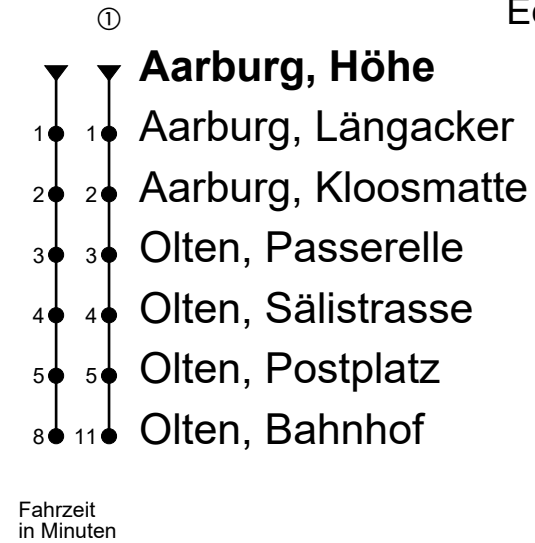 ①
Aarburg, Höhe
1 1 Aarburg, Längacker
2 2 Aarburg, Kloosmatte
3 3 Olten, Passerelle
4 4 Olten, Sälistrasse
5 5 Olten, Postplatz
8 11 Olten, Bahnhof
Fahrzeit
in Minuten